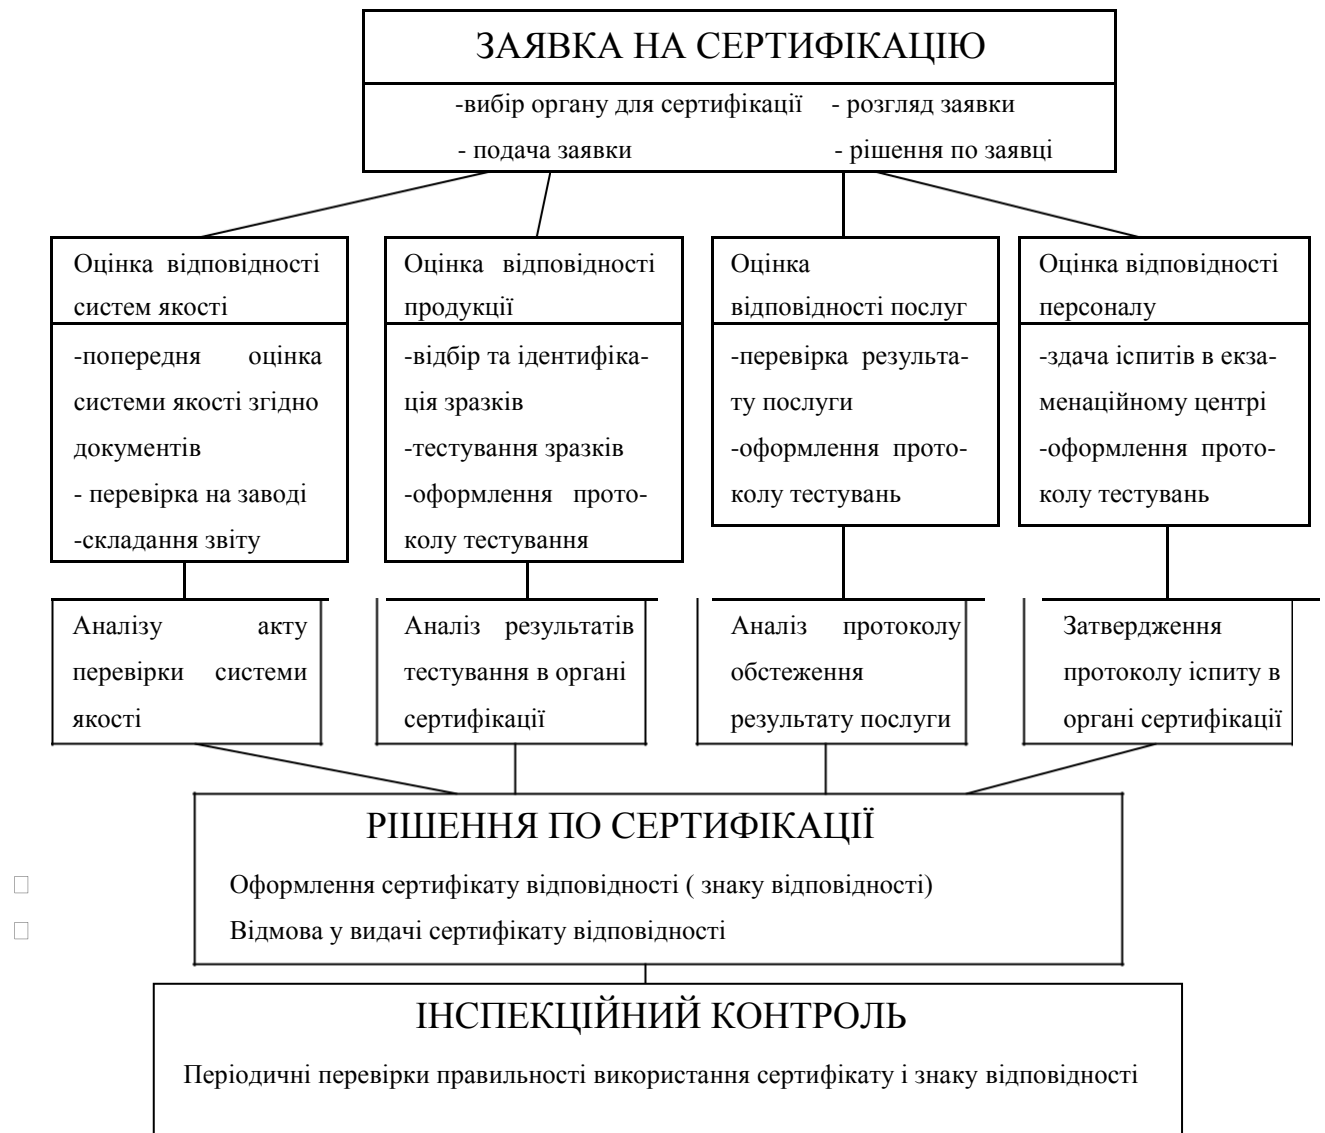 ЗАЯВКА НА СЕРТИФІКАЦІЮ
-вибір органу для сертифікації - розгляд заявки
- подача заявки - рішення по заявці
Оцінка відповідності
систем якості
-попередня оцінка
системи якості згідно
документів
- перевірка на заводі
-складання звіту
Оцінка відповідності
продукції
-відбір та ідентифіка-
ція зразків
-тестування зразків
-оформлення прото-
колу тестування
Оцінка
відповідності послуг
-перевірка результа-
ту послуги
-оформлення прото-
колу тестувань
Оцінка відповідності
персоналу
-здача іспитів в екза-
менаційному центрі
-оформлення прото-
колу тестувань
Аналізу акту
перевірки системи
якості
Аналіз результатів
тестування в органі
сертифікації
Аналіз протоколу
обстеження
результату послуги
Затвердження
протоколу іспиту в
органі сертифікації
РІШЕННЯ ПО СЕРТИФІКАЦІЇ
Оформлення сертифікату відповідності ( знаку відповідності)
Відмова у видачі сертифікату відповідності
ІНСПЕКЦІЙНИЙ КОНТРОЛЬ
Періодичні перевірки правильності використання сертифікату і знаку відповідності